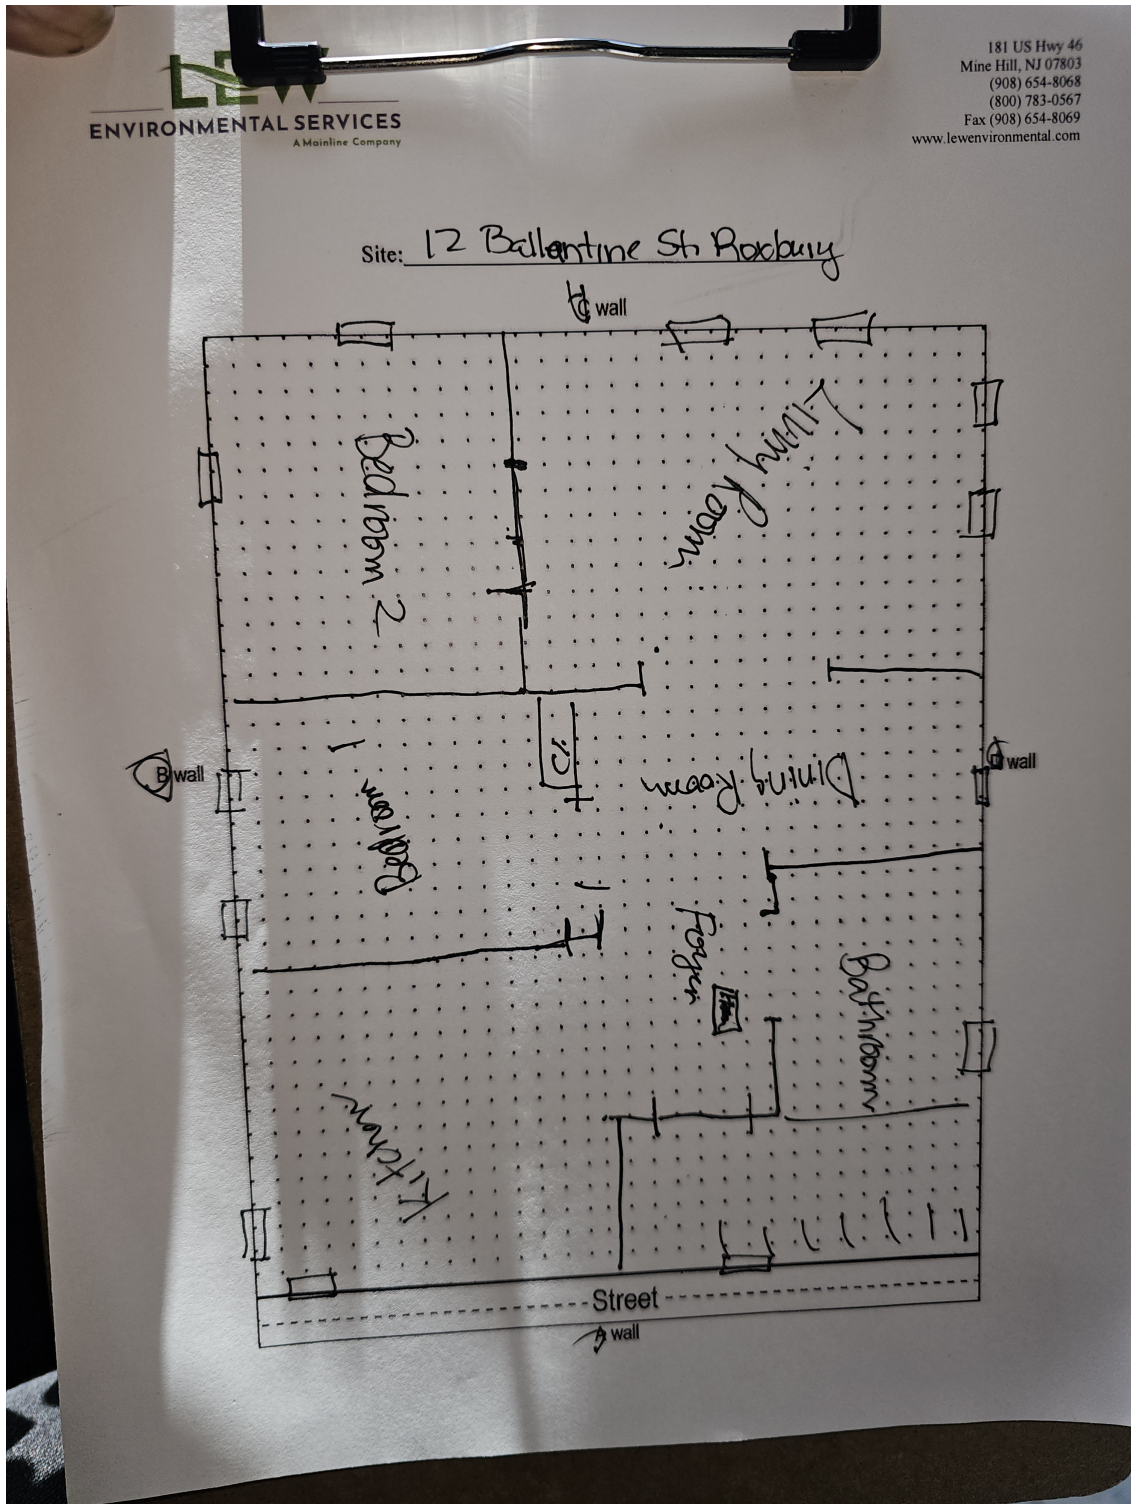 LEW
ENVIRONMENTAL SERVICES
A Mainline Company
181 US Hwy 46
Mine Hill, NJ 07803
(908) 654-8068
(800) 783-0567
Fax (908) 654-8069
www.lewenvironmental.com
Site: 12 Ballantine St. Roxbury
C wall
Living Room
Bedroom 2
B wall
D wall
Dining Room
Bedroom 1
Foyer
Bathroom
Kitchen
Street
A wall